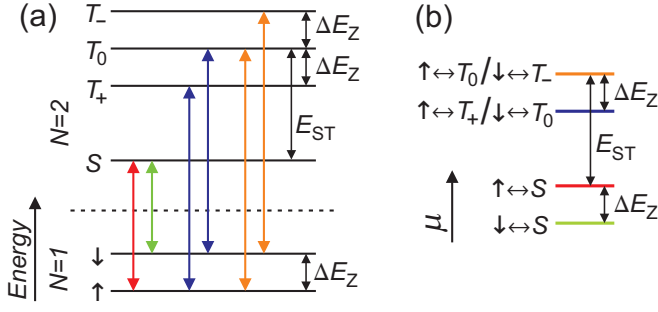 (a)
T₋
ΔE_Z
T₀
ΔE_Z
T₊
N=2
E_ST
S
Energy
N=1
↓
ΔE_Z
↑
(b)
↑↔T₀/↓↔T₋
ΔE_Z
↑↔T₊/↓↔T₀
E_ST
μ
↑↔S
ΔE_Z
↓↔S